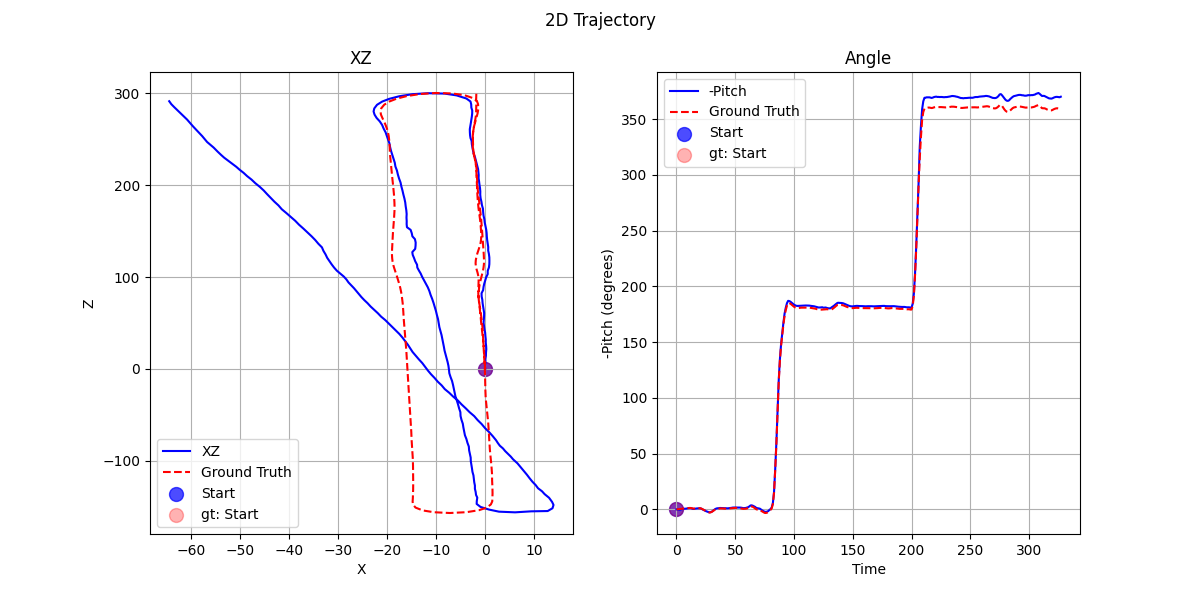 2D Trajectory
XZ
300
200
100
0
−100
Z
−60 −50 −40 −30 −20 −10 0 10
X
XZ
Ground Truth
Start
gt: Start
Angle
-Pitch
Ground Truth
Start
gt: Start
350
300
250
200
150
100
50
0
-Pitch (degrees)
0 50 100 150 200 250 300
Time